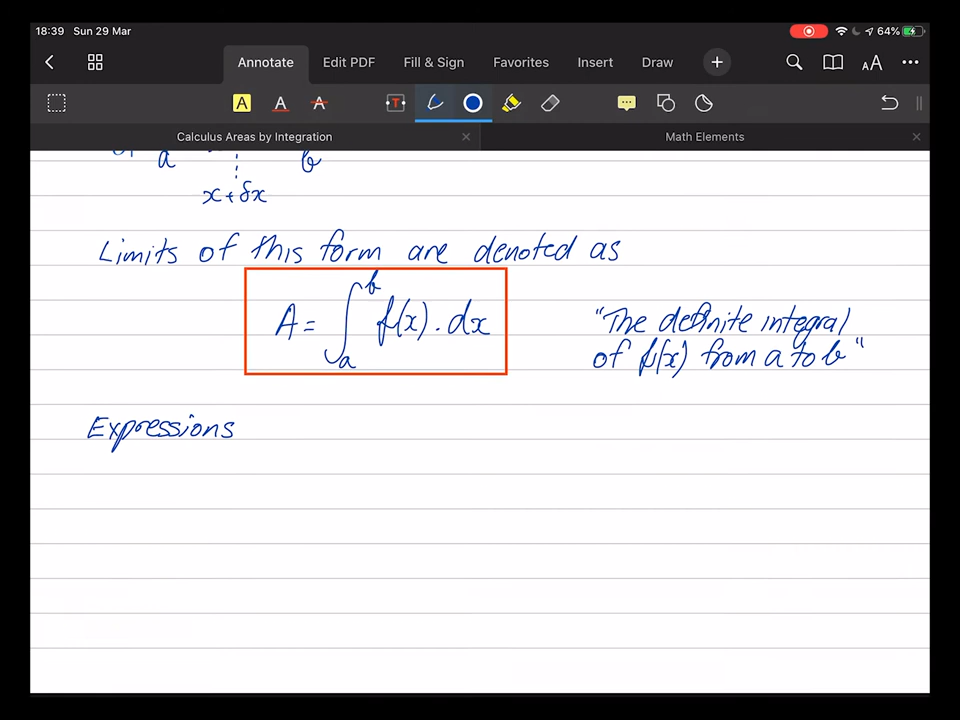 18:39 Sun 29 Mar 64%
Annotate Edit PDF Fill & Sign Favorites Insert Draw
Calculus Areas by Integration Math Elements
a b
x + δx
Limits of this form are denoted as
A = ∫_a^b f(x) . dx
"The definite integral
of f(x) from a to b"
Expressions